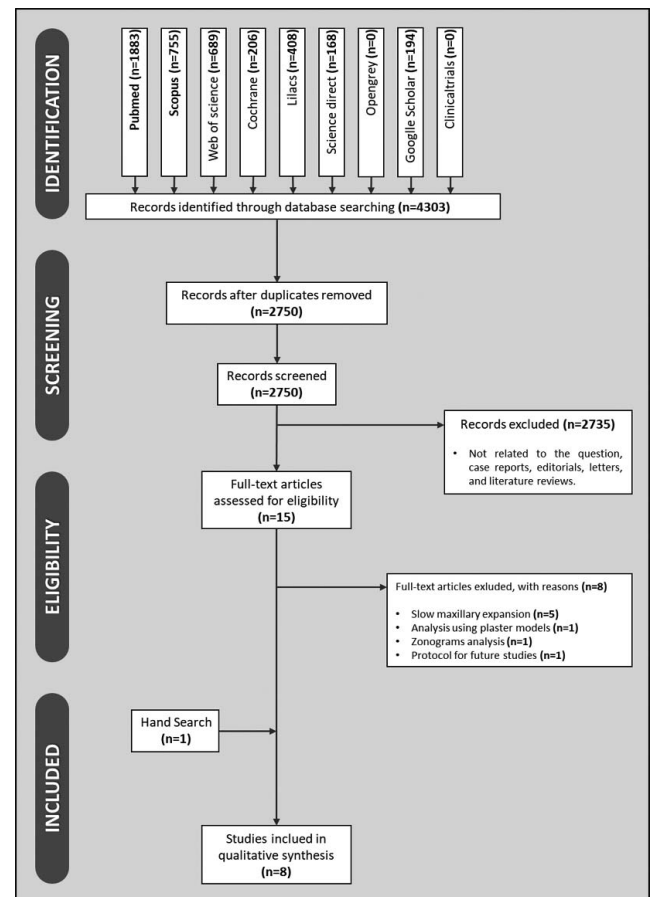 IDENTIFICATION
Pubmed (n=1883)
Scopus (n=755)
Web of science (n=689)
Cochrane (n=206)
Lilacs (n=408)
Science direct (n=168)
Opengrey (n=0)
Googlle Scholar (n=194)
Clinicaltrials (n=0)
Records identified through database searching (n=4303)
SCREENING
Records after duplicates removed
(n=2750)
Records screened
(n=2750)
Records excluded (n=2735)
• Not related to the question,
case reports, editorials, letters,
and literature reviews.
ELIGIBILITY
Full-text articles
assessed for eligibility
(n=15)
Full-text articles exluded, with reasons (n=8)
• Slow maxillary expansion (n=5)
• Analysis using plaster models (n=1)
• Zonograms analysis (n=1)
• Protocol for future studies (n=1)
INCLUDED
Hand Search
(n=1)
Studies inclued in
qualitative synthesis
(n=8)